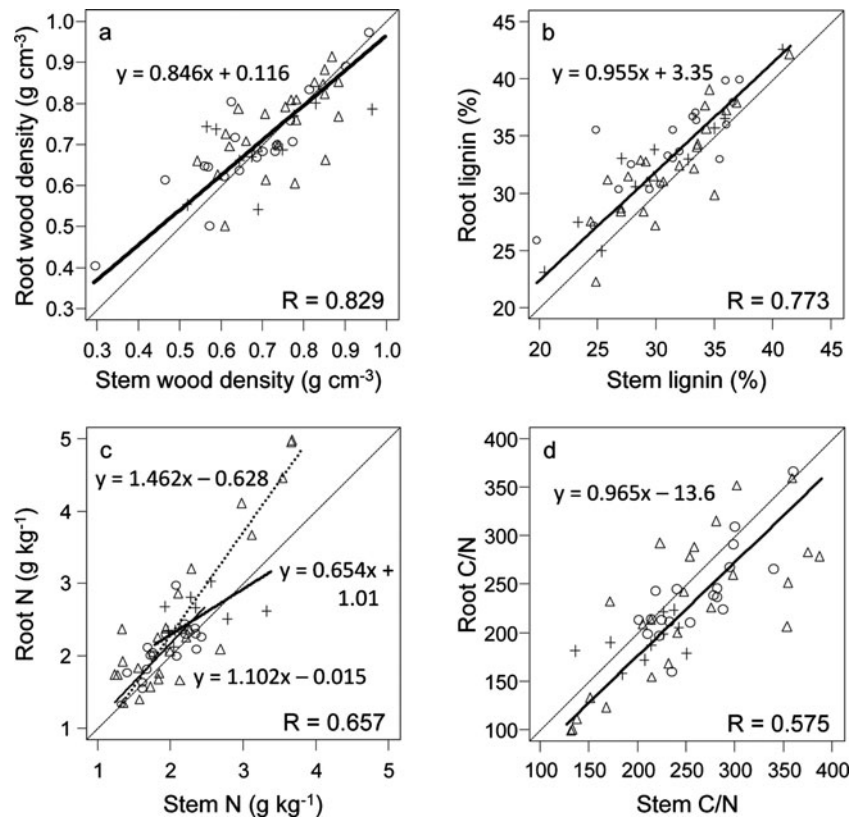 a
y = 0.846x + 0.116
R = 0.829
1.0
0.9
0.8
0.7
0.6
0.5
0.4
0.3
Root wood density (g cm⁻³)
0.3 0.4 0.5 0.6 0.7 0.8 0.9 1.0
Stem wood density (g cm⁻³)
b
y = 0.955x + 3.35
R = 0.773
45
40
35
30
25
20
Root lignin (%)
20 25 30 35 40 45
Stem lignin (%)
c
y = 1.462x – 0.628
y = 0.654x +
1.01
y = 1.102x – 0.015
R = 0.657
5
4
3
2
1
Root N (g kg⁻¹)
1 2 3 4 5
Stem N (g kg⁻¹)
d
y = 0.965x – 13.6
R = 0.575
400
350
300
250
200
150
100
Root C/N
100 150 200 250 300 350 400
Stem C/N